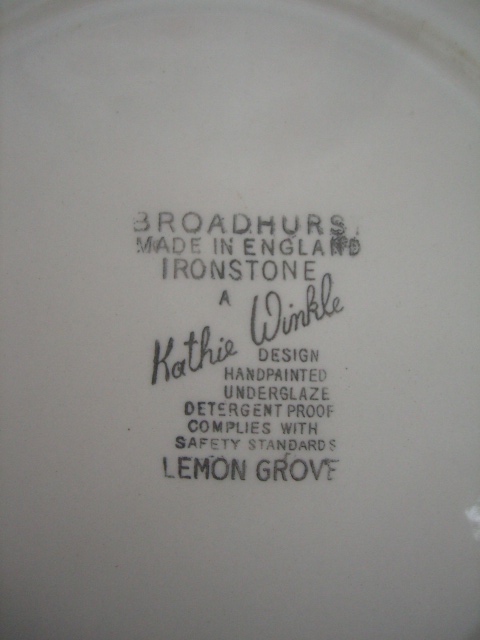 BROADHURST
MADE IN ENGLAND
IRONSTONE
A
Kathie Winkle
DESIGN
HANDPAINTED
UNDERGLAZE
DETERGENT PROOF
COMPLIES WITH
SAFETY STANDARDS
LEMON GROVE